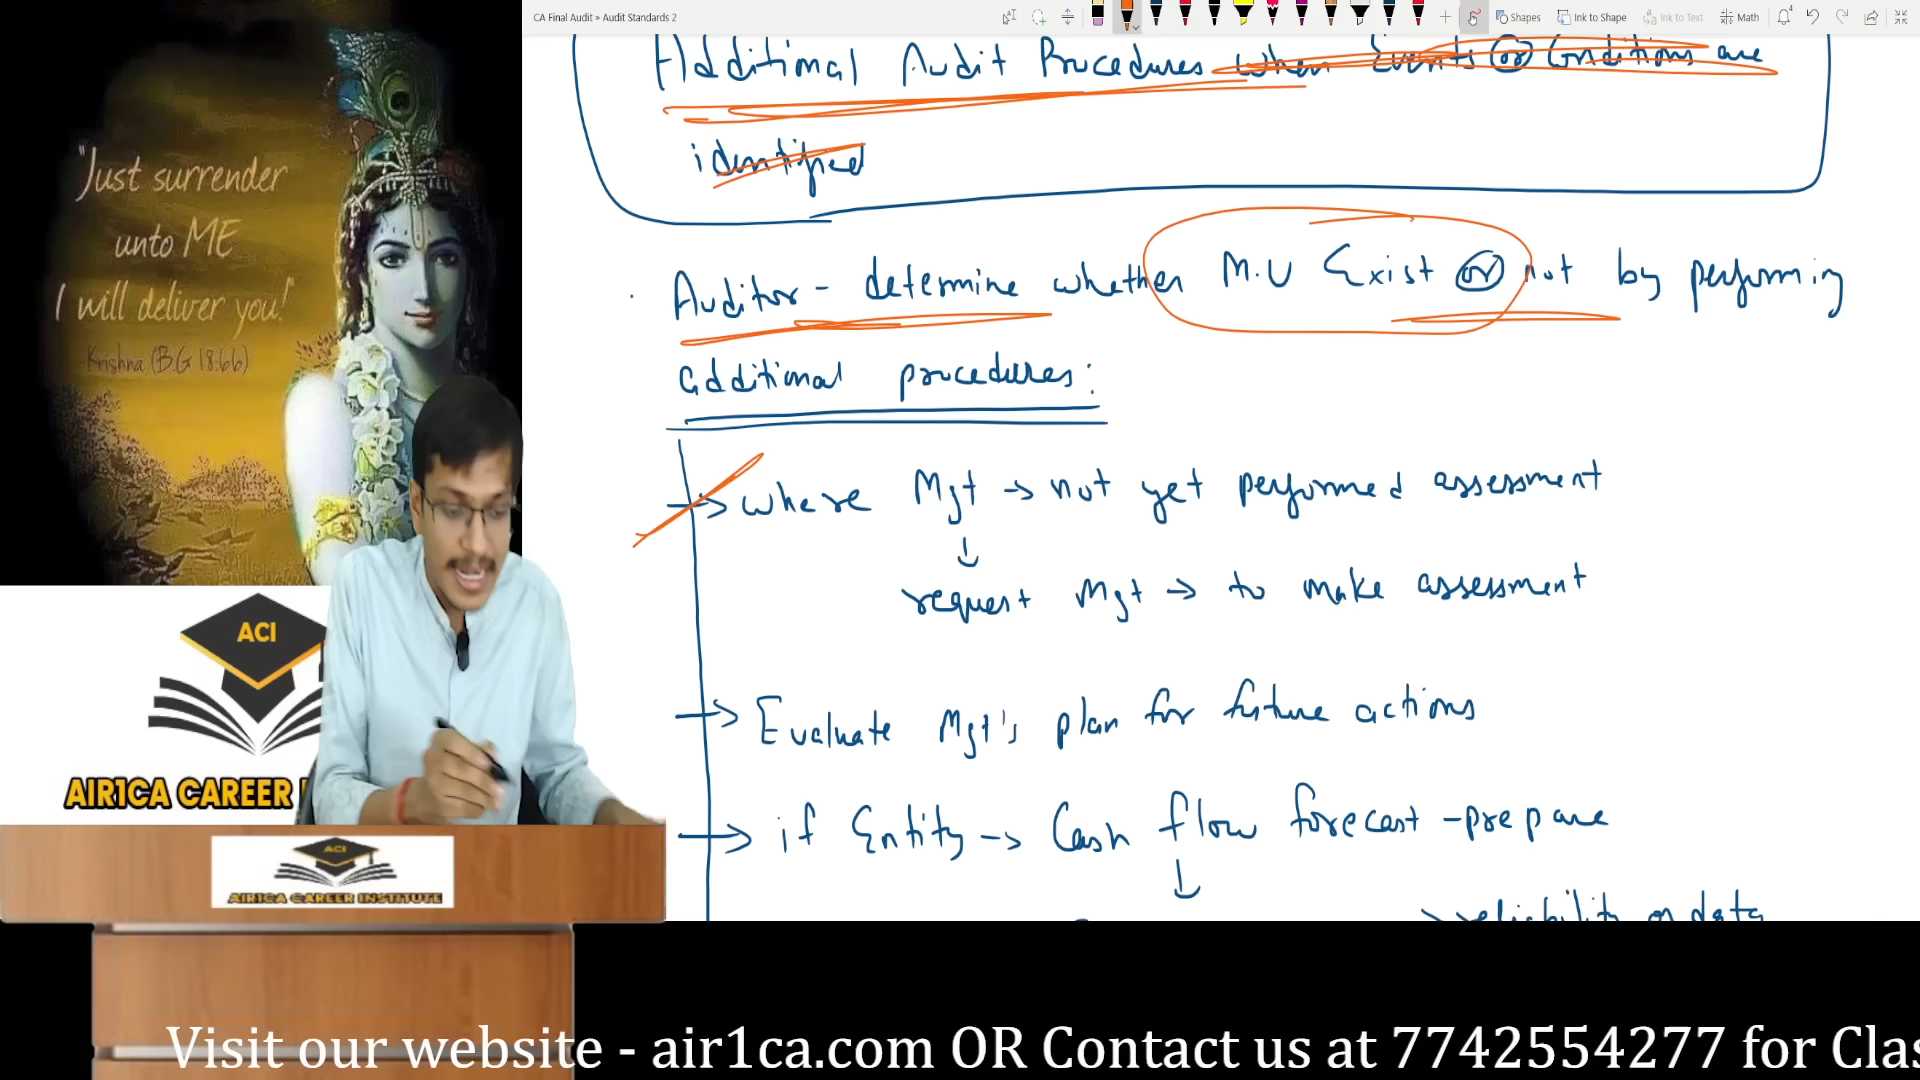 CA Final Audit » Audit Standards 2
Shapes
Ink to Shape
Ink to Text
Math
Additional Audit Procedures when Events or Conditions are
identified
Auditor - determine whether M.U Exist or not by performing
additional procedures:
→ where Mgt → not yet performed assessment
↓
request Mgt → to make assessment
→ Evaluate Mgt's plan for future actions
→ if Entity → Cash flow forecast - prepare
↓
→ reliability of data
"Just surrender
unto ME
I will deliver you!"
-Krishna (B.G 18:66)
ACI
AIR1CA CAREER
ACI
AIR1CA CAREER INSTITUTE
Visit our website - air1ca.com OR Contact us at 7742554277 for Clas